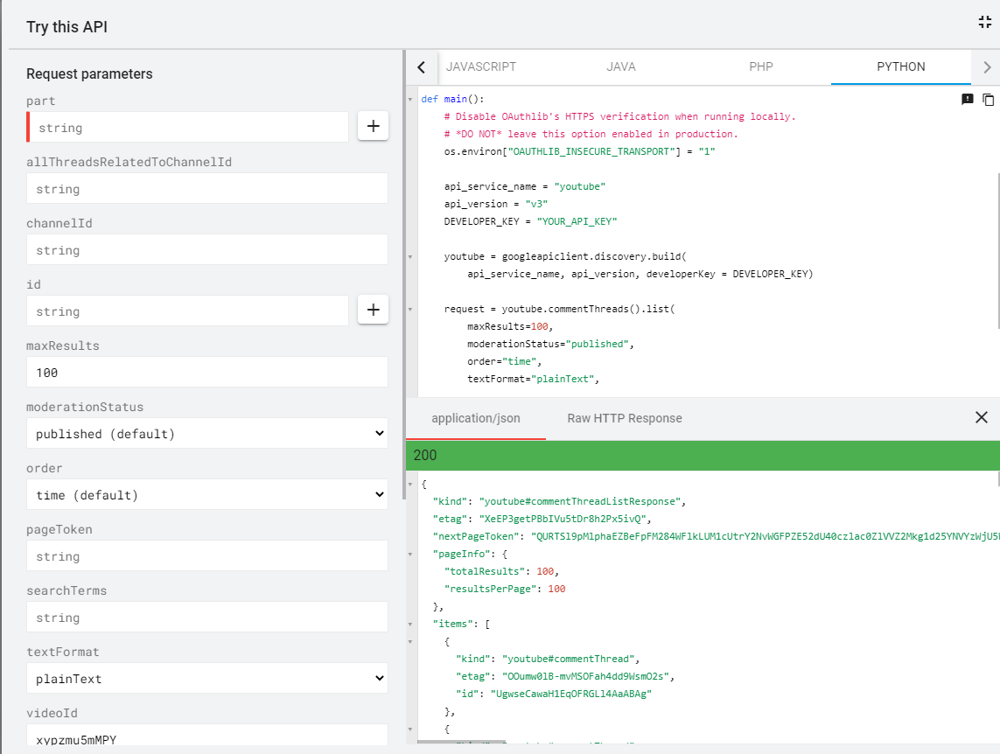 Try this API
Request parameters
part
string
+
allThreadsRelatedToChannelId
string
channelId
string
id
string
+
maxResults
100
moderationStatus
published (default)
order
time (default)
pageToken
string
searchTerms
string
textFormat
plainText
videoId
xypzmu5mMPY
JAVASCRIPT JAVA PHP PYTHON
def main():
# Disable OAuthlib's HTTPS verification when running locally.
# *DO NOT* leave this option enabled in production.
os.environ["OAUTHLIB_INSECURE_TRANSPORT"] = "1"
api_service_name = "youtube"
api_version = "v3"
DEVELOPER_KEY = "YOUR_API_KEY"
youtube = googleapiclient.discovery.build(
api_service_name, api_version, developerKey = DEVELOPER_KEY)
request = youtube.commentThreads().list(
maxResults=100,
moderationStatus="published",
order="time",
textFormat="plainText",
application/json Raw HTTP Response
200
{
"kind": "youtube#commentThreadListResponse",
"etag": "XeEP3getPBbIVu5tDr8h2Px5ivQ",
"nextPageToken":
"pageInfo": {
"totalResults": 100,
"resultsPerPage": 100
},
"items": [
{
"kind": "youtube#commentThread",
"etag": "OOumw0lB-mvMSOFah4dd9WsmO2s",
"id": "UgwseCawaH1EqOFRGLl4AaABAg"
},
{